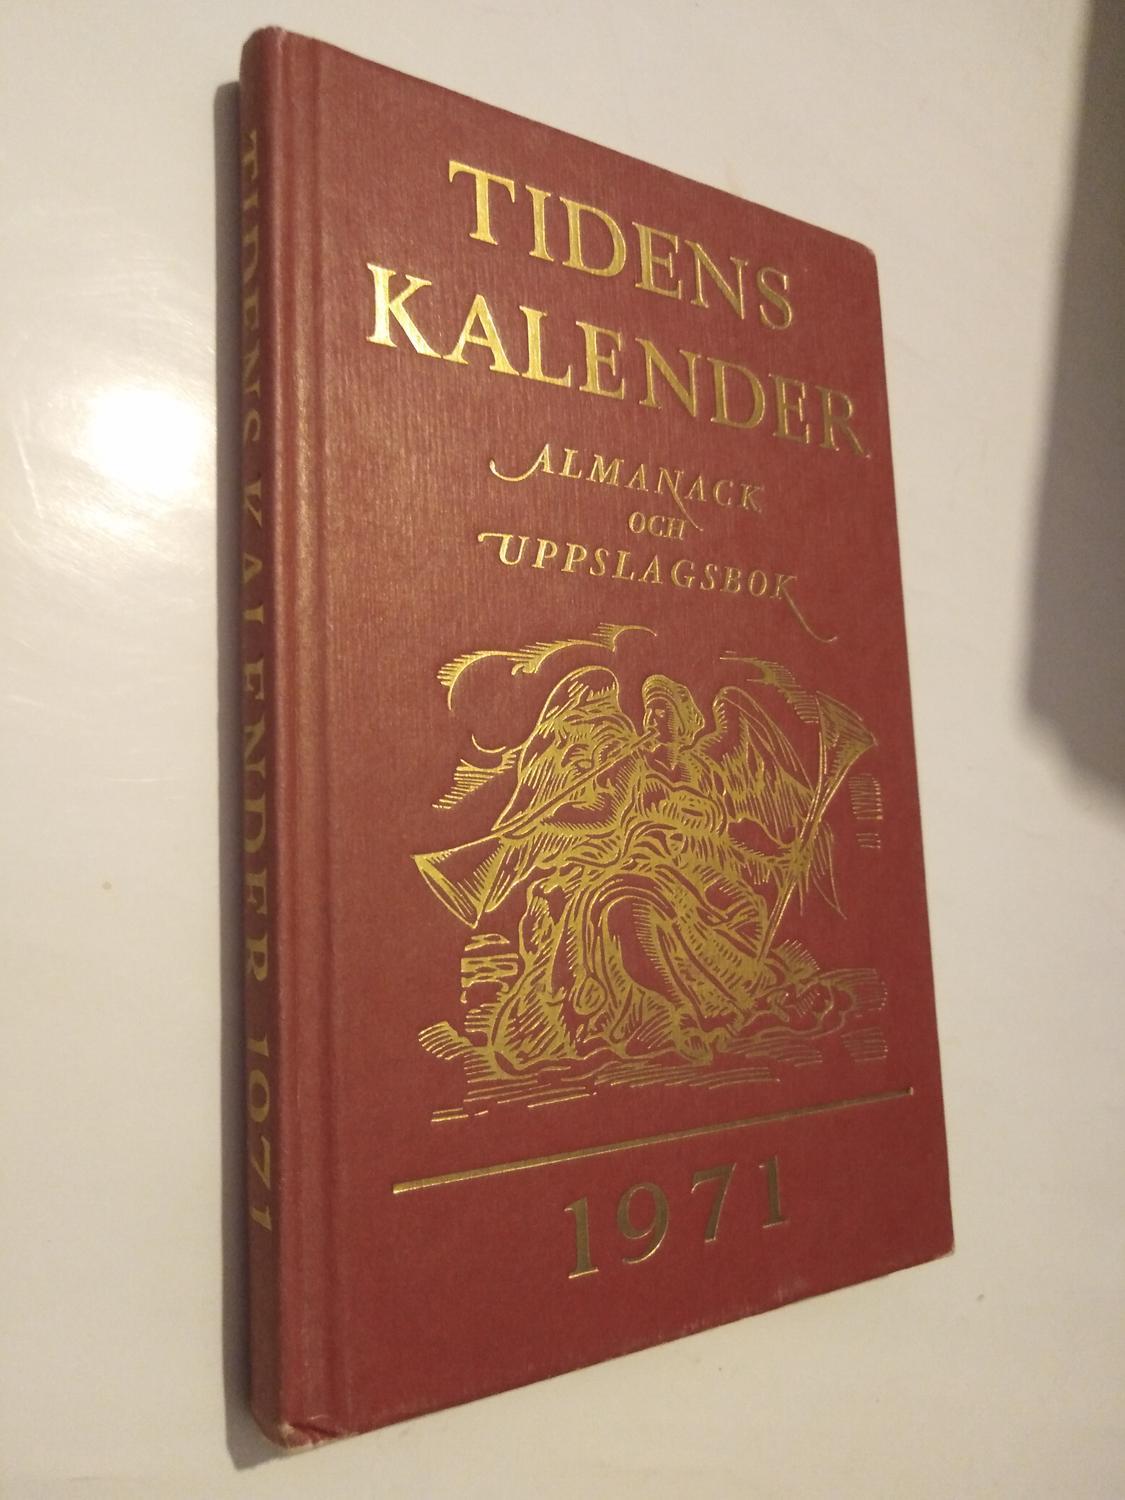 TIDENS
KALENDER
ALMANACK
OCH
UPPSLAGSBOK
1971
TIDENS KALENDER 1971